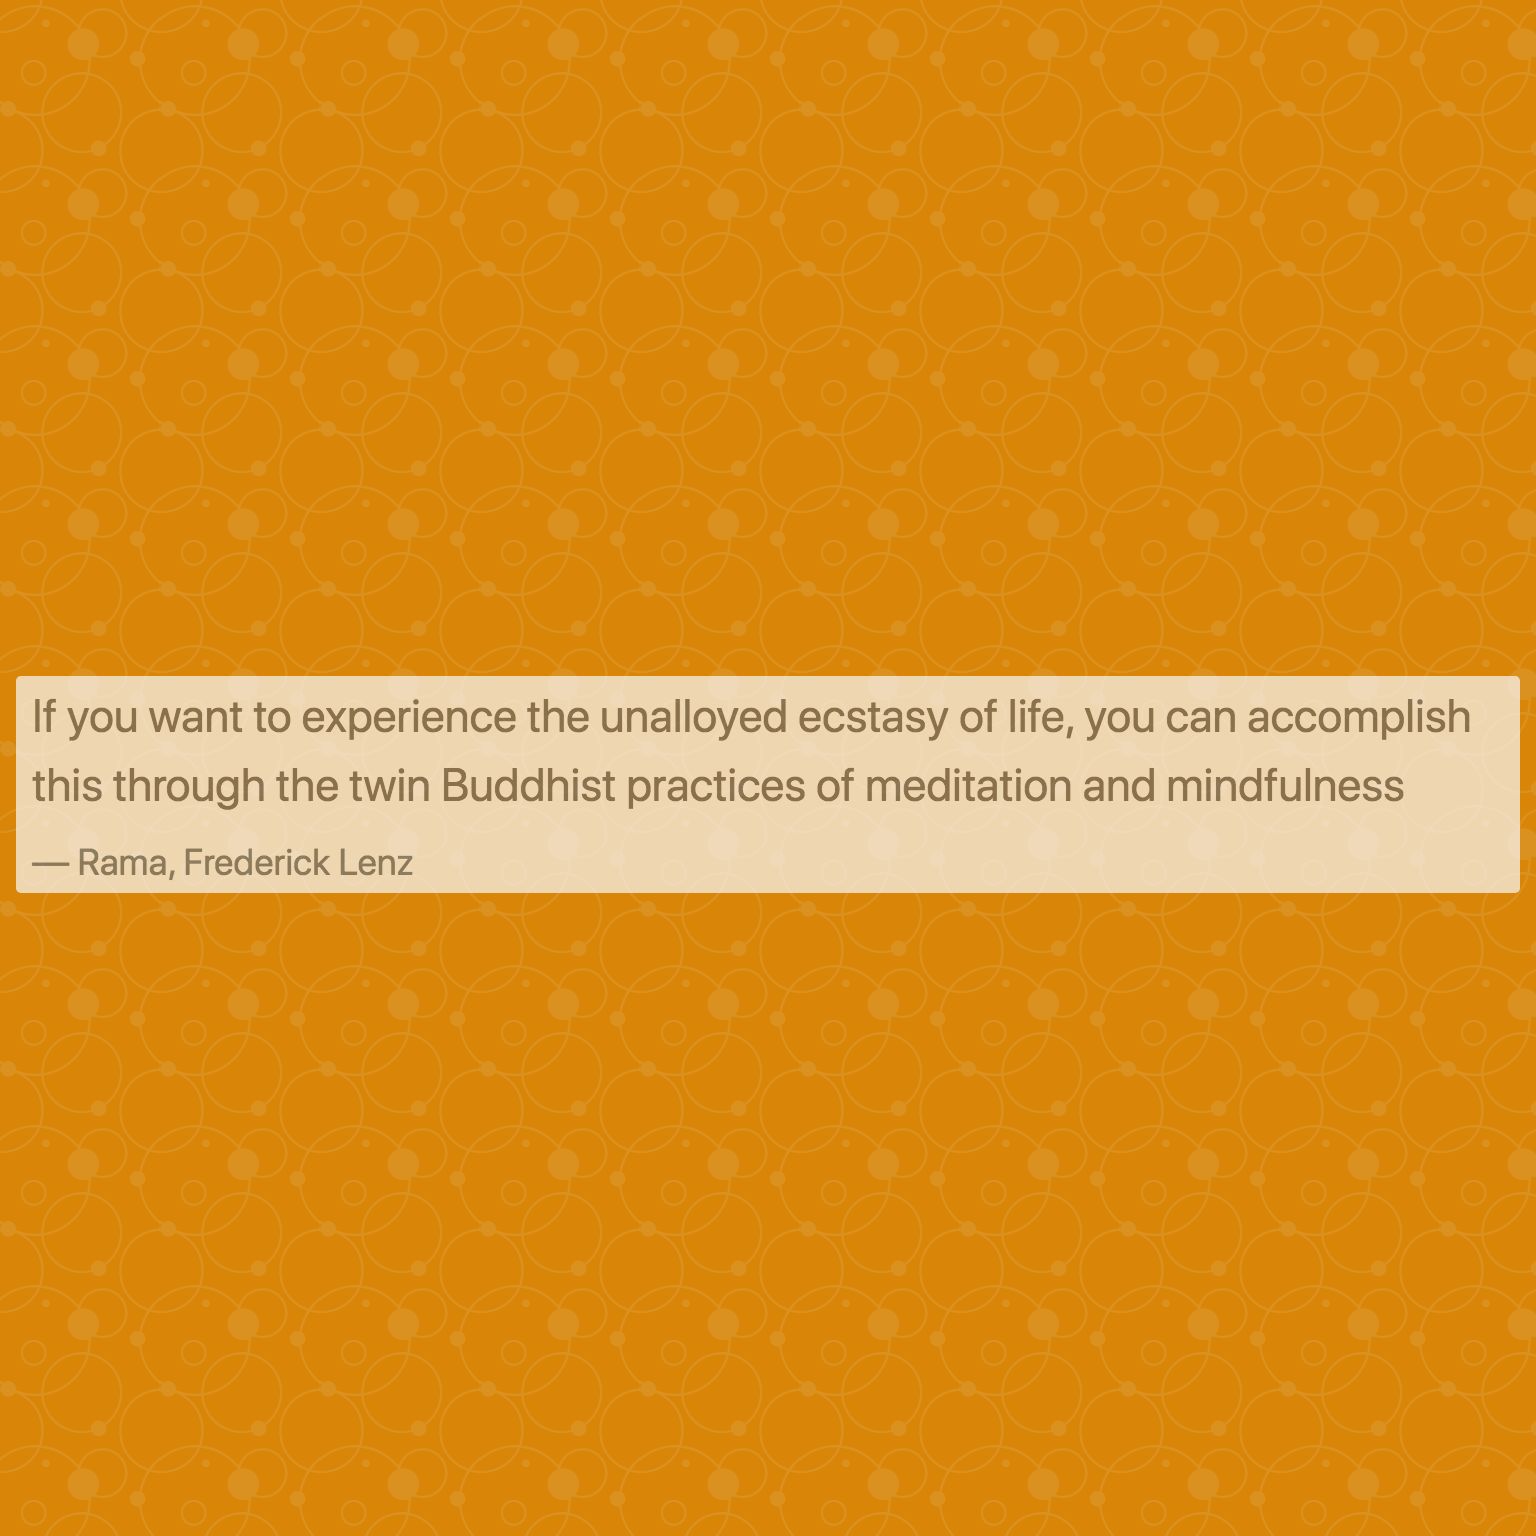 If you want to experience the unalloyed ecstasy of life, you can accomplish
this through the twin Buddhist practices of meditation and mindfulness
— Rama, Frederick Lenz